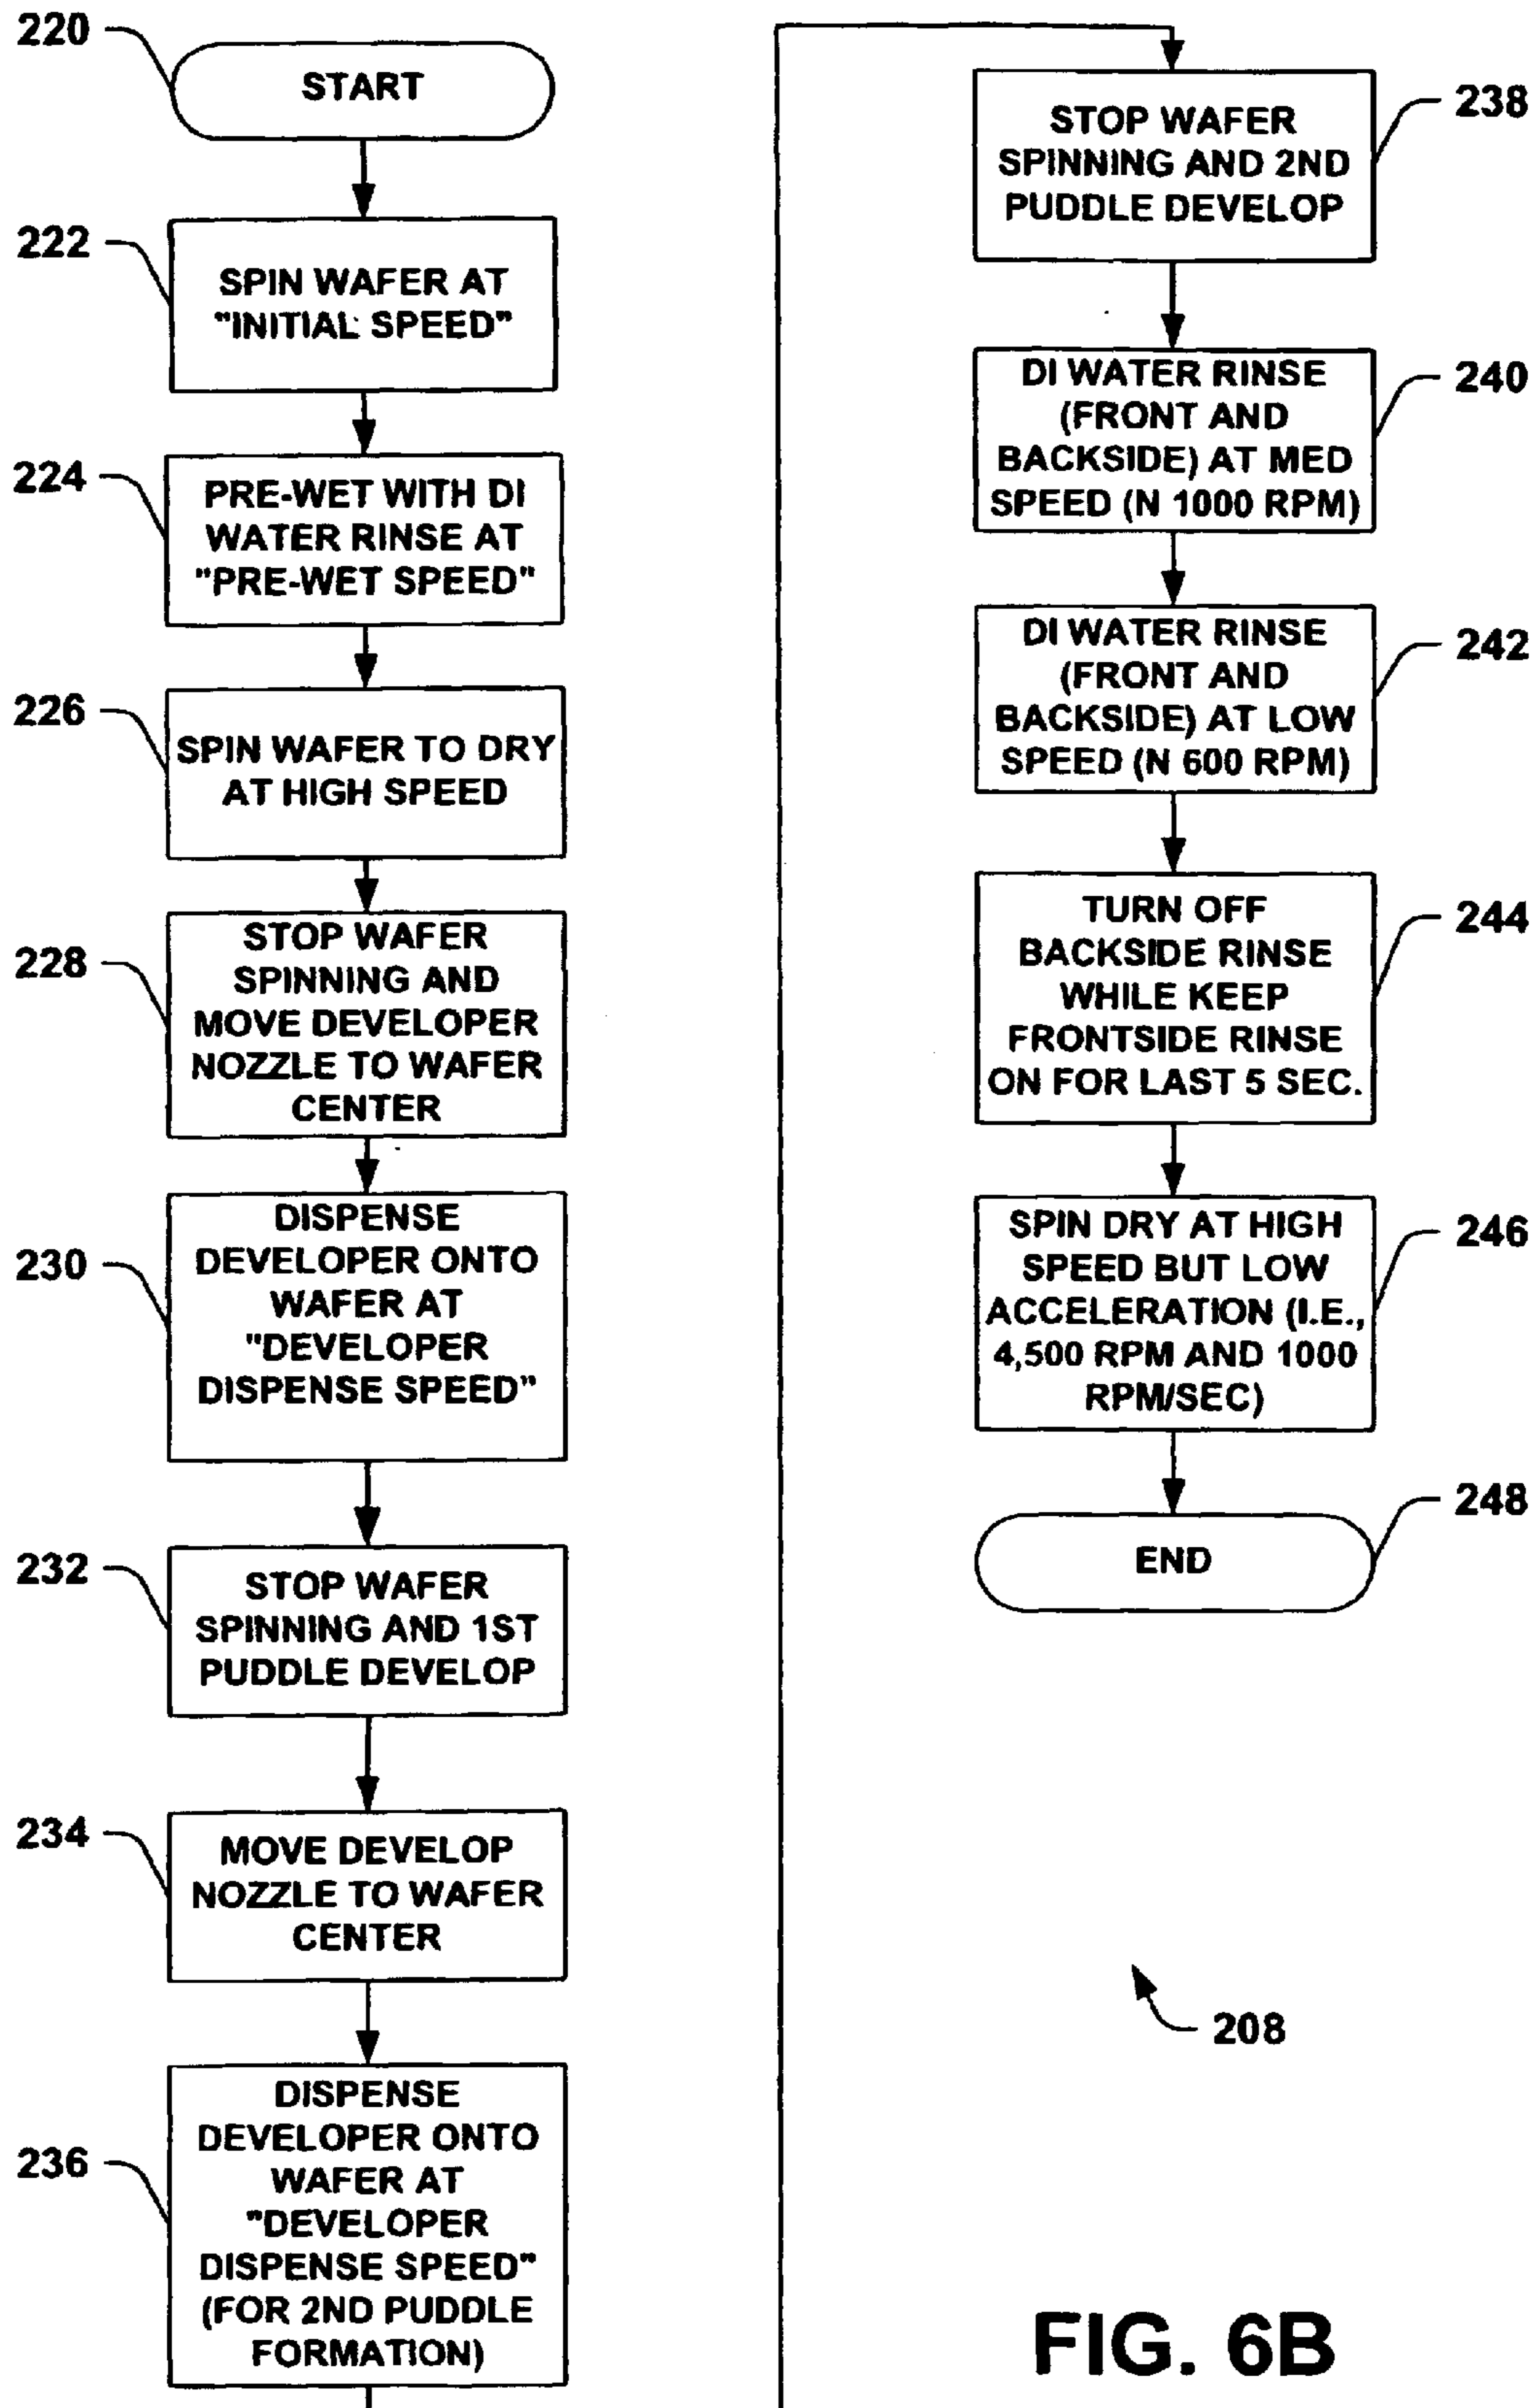 220
START
222
SPIN WAFER AT
"INITIAL SPEED"
224
PRE-WET WITH DI
WATER RINSE AT
"PRE-WET SPEED"
226
SPIN WAFER TO DRY
AT HIGH SPEED
228
STOP WAFER
SPINNING AND
MOVE DEVELOPER
NOZZLE TO WAFER
CENTER
230
DISPENSE
DEVELOPER ONTO
WAFER AT
"DEVELOPER
DISPENSE SPEED"
232
STOP WAFER
SPINNING AND 1ST
PUDDLE DEVELOP
234
MOVE DEVELOP
NOZZLE TO WAFER
CENTER
236
DISPENSE
DEVELOPER ONTO
WAFER AT
"DEVELOPER
DISPENSE SPEED"
(FOR 2ND PUDDLE
FORMATION)
238
STOP WAFER
SPINNING AND 2ND
PUDDLE DEVELOP
240
DI WATER RINSE
(FRONT AND
BACKSIDE) AT MED
SPEED (N 1000 RPM)
242
DI WATER RINSE
(FRONT AND
BACKSIDE) AT LOW
SPEED (N 600 RPM)
244
TURN OFF
BACKSIDE RINSE
WHILE KEEP
FRONTSIDE RINSE
ON FOR LAST 5 SEC.
246
SPIN DRY AT HIGH
SPEED BUT LOW
ACCELERATION (I.E.,
4,500 RPM AND 1000
RPM/SEC)
248
END
208
FIG. 6B